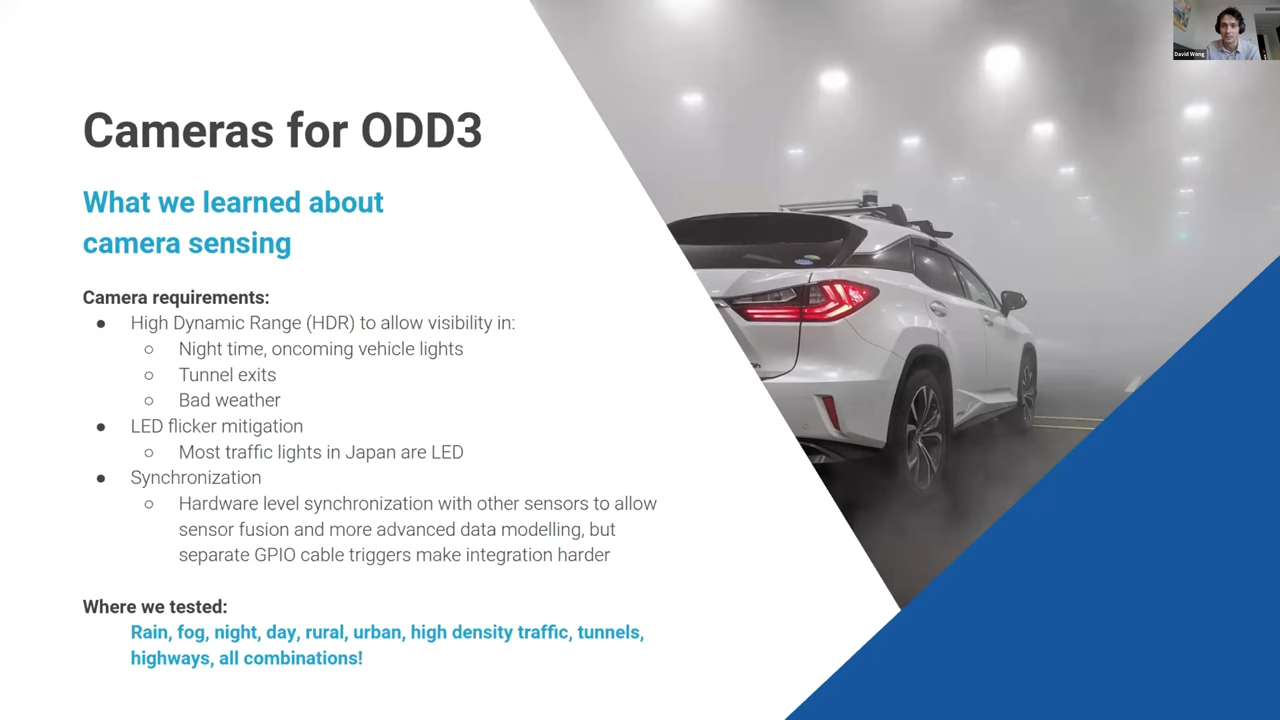 Cameras for ODD3
What we learned about
camera sensing
Camera requirements:
● High Dynamic Range (HDR) to allow visibility in:
○ Night time, oncoming vehicle lights
○ Tunnel exits
○ Bad weather
● LED flicker mitigation
○ Most traffic lights in Japan are LED
● Synchronization
○ Hardware level synchronization with other sensors to allow
sensor fusion and more advanced data modelling, but
separate GPIO cable triggers make integration harder
Where we tested:
Rain, fog, night, day, rural, urban, high density traffic, tunnels,
highways, all combinations!
David Wong